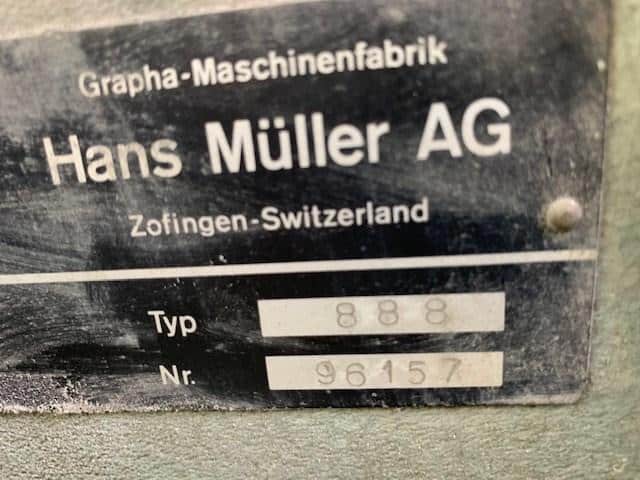 Grapha-Maschinenfabrik
Hans Müller AG
Zofingen-Switzerland
Typ 888
Nr. 96157